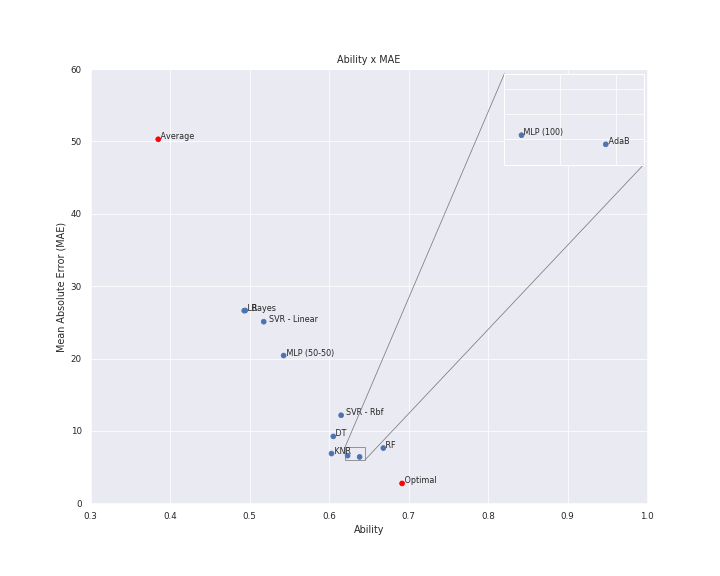 Ability x MAE
60
50
40
30
20
10
0
Mean Absolute Error (MAE)
MLP (100)
AdaB
Average
LR
Bayes
SVR - Linear
MLP (50-50)
SVR - Rbf
DT
KNR
RF
Optimal
0.3 0.4 0.5 0.6 0.7 0.8 0.9 1.0
Ability